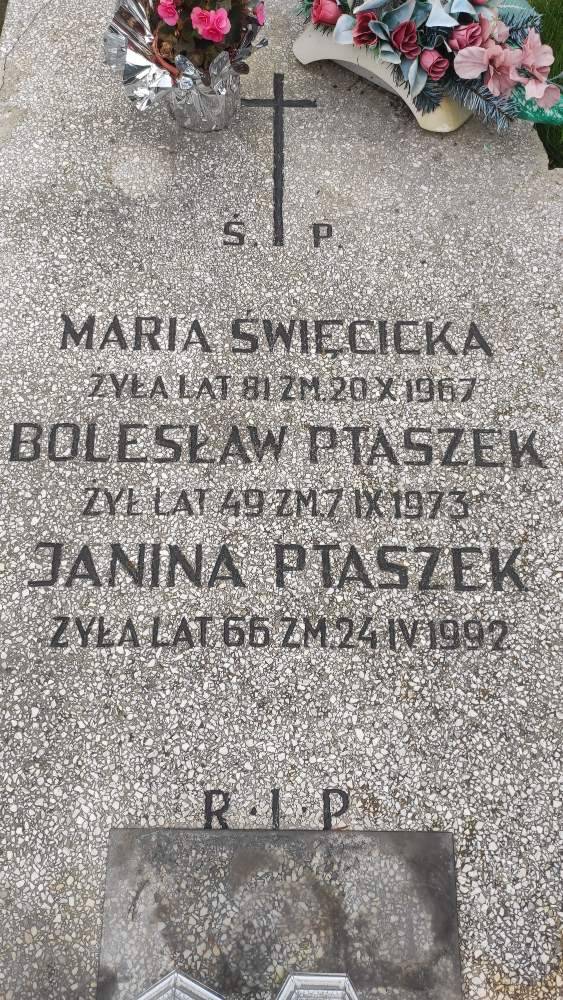 Ś. P.
MARIA ŚWIĘCICKA
ŻYŁA LAT 81 ZM. 20 X 1967
BOLESŁAW PTASZEK
ŻYŁ LAT 49 ZM. 7 IX 1973
JANINA PTASZEK
ŻYŁA LAT 66 ZM. 24 IV 1992
R·I·P